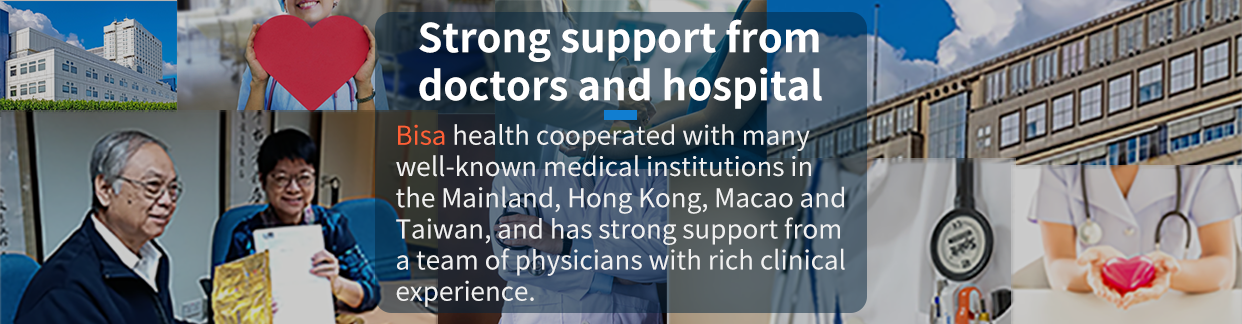 Strong support from
doctors and hospital
Bisa health cooperated with many
well-known medical institutions in
the Mainland, Hong Kong, Macao and
Taiwan, and has strong support from
a team of physicians with rich clinical
experience.